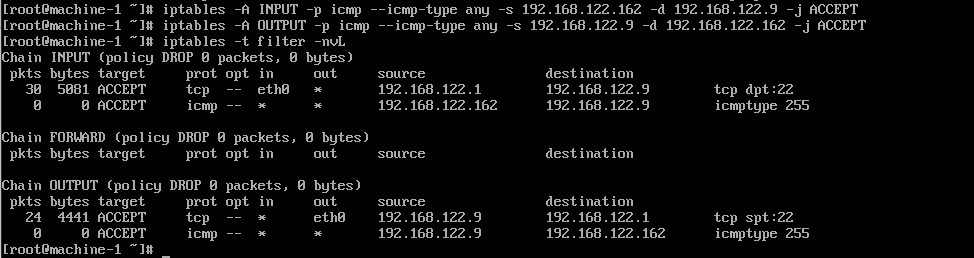 [root@machine-1 ~]# iptables -A INPUT -p icmp --icmp-type any -s 192.168.122.162 -d 192.168.122.9 -j ACCEPT
[root@machine-1 ~]# iptables -A OUTPUT -p icmp --icmp-type any -s 192.168.122.9 -d 192.168.122.162 -j ACCEPT
[root@machine-1 ~]# iptables -t filter -nvL
Chain INPUT (policy DROP 0 packets, 0 bytes)
 pkts bytes target     prot opt in     out     source               destination
   30  5081 ACCEPT     tcp  --  eth0   *       192.168.122.1        192.168.122.9        tcp dpt:22
    0     0 ACCEPT     icmp --  *      *       192.168.122.162      192.168.122.9        icmptype 255

Chain FORWARD (policy DROP 0 packets, 0 bytes)
 pkts bytes target     prot opt in     out     source               destination

Chain OUTPUT (policy DROP 0 packets, 0 bytes)
 pkts bytes target     prot opt in     out     source               destination
   24  4441 ACCEPT     tcp  --  *      eth0    192.168.122.9        192.168.122.1        tcp spt:22
    0     0 ACCEPT     icmp --  *      *       192.168.122.9        192.168.122.162      icmptype 255
[root@machine-1 ~]# _